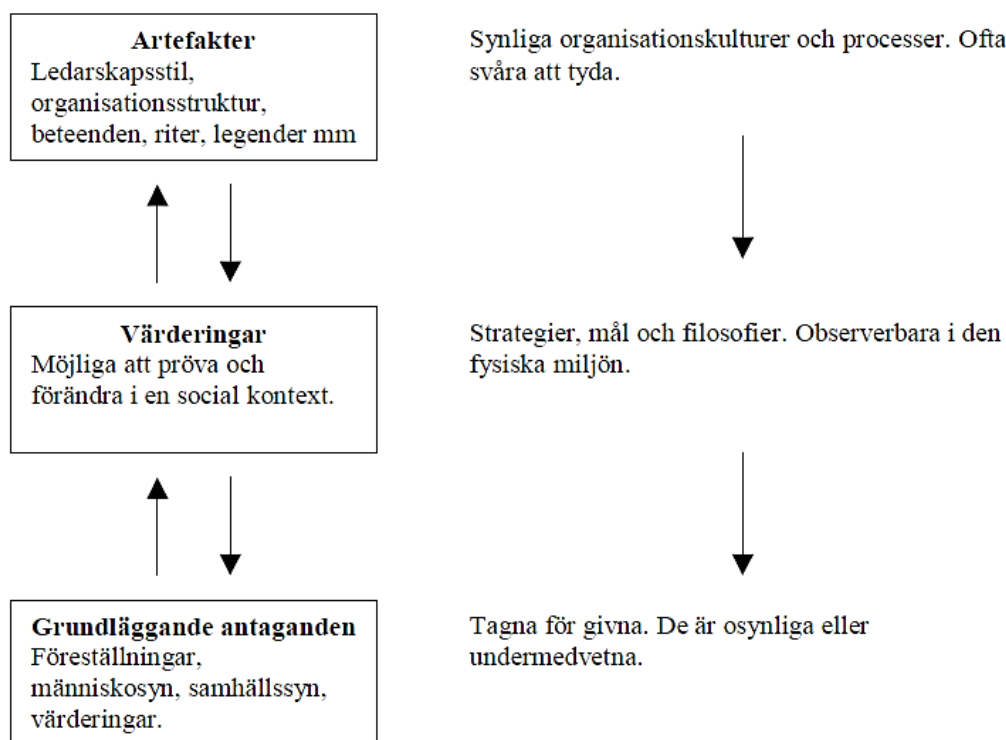 Artefakter
Ledarskapsstil,
organisationsstruktur,
beteenden, riter, legender mm
Synliga organisationskulturer och processer. Ofta
svåra att tyda.
Värderingar
Möjliga att pröva och
förändra i en social kontext.
Strategier, mål och filosofier. Observerbara i den
fysiska miljön.
Grundläggande antaganden
Föreställningar,
människosyn, samhällssyn,
värderingar.
Tagna för givna. De är osynliga eller
undermedvetna.